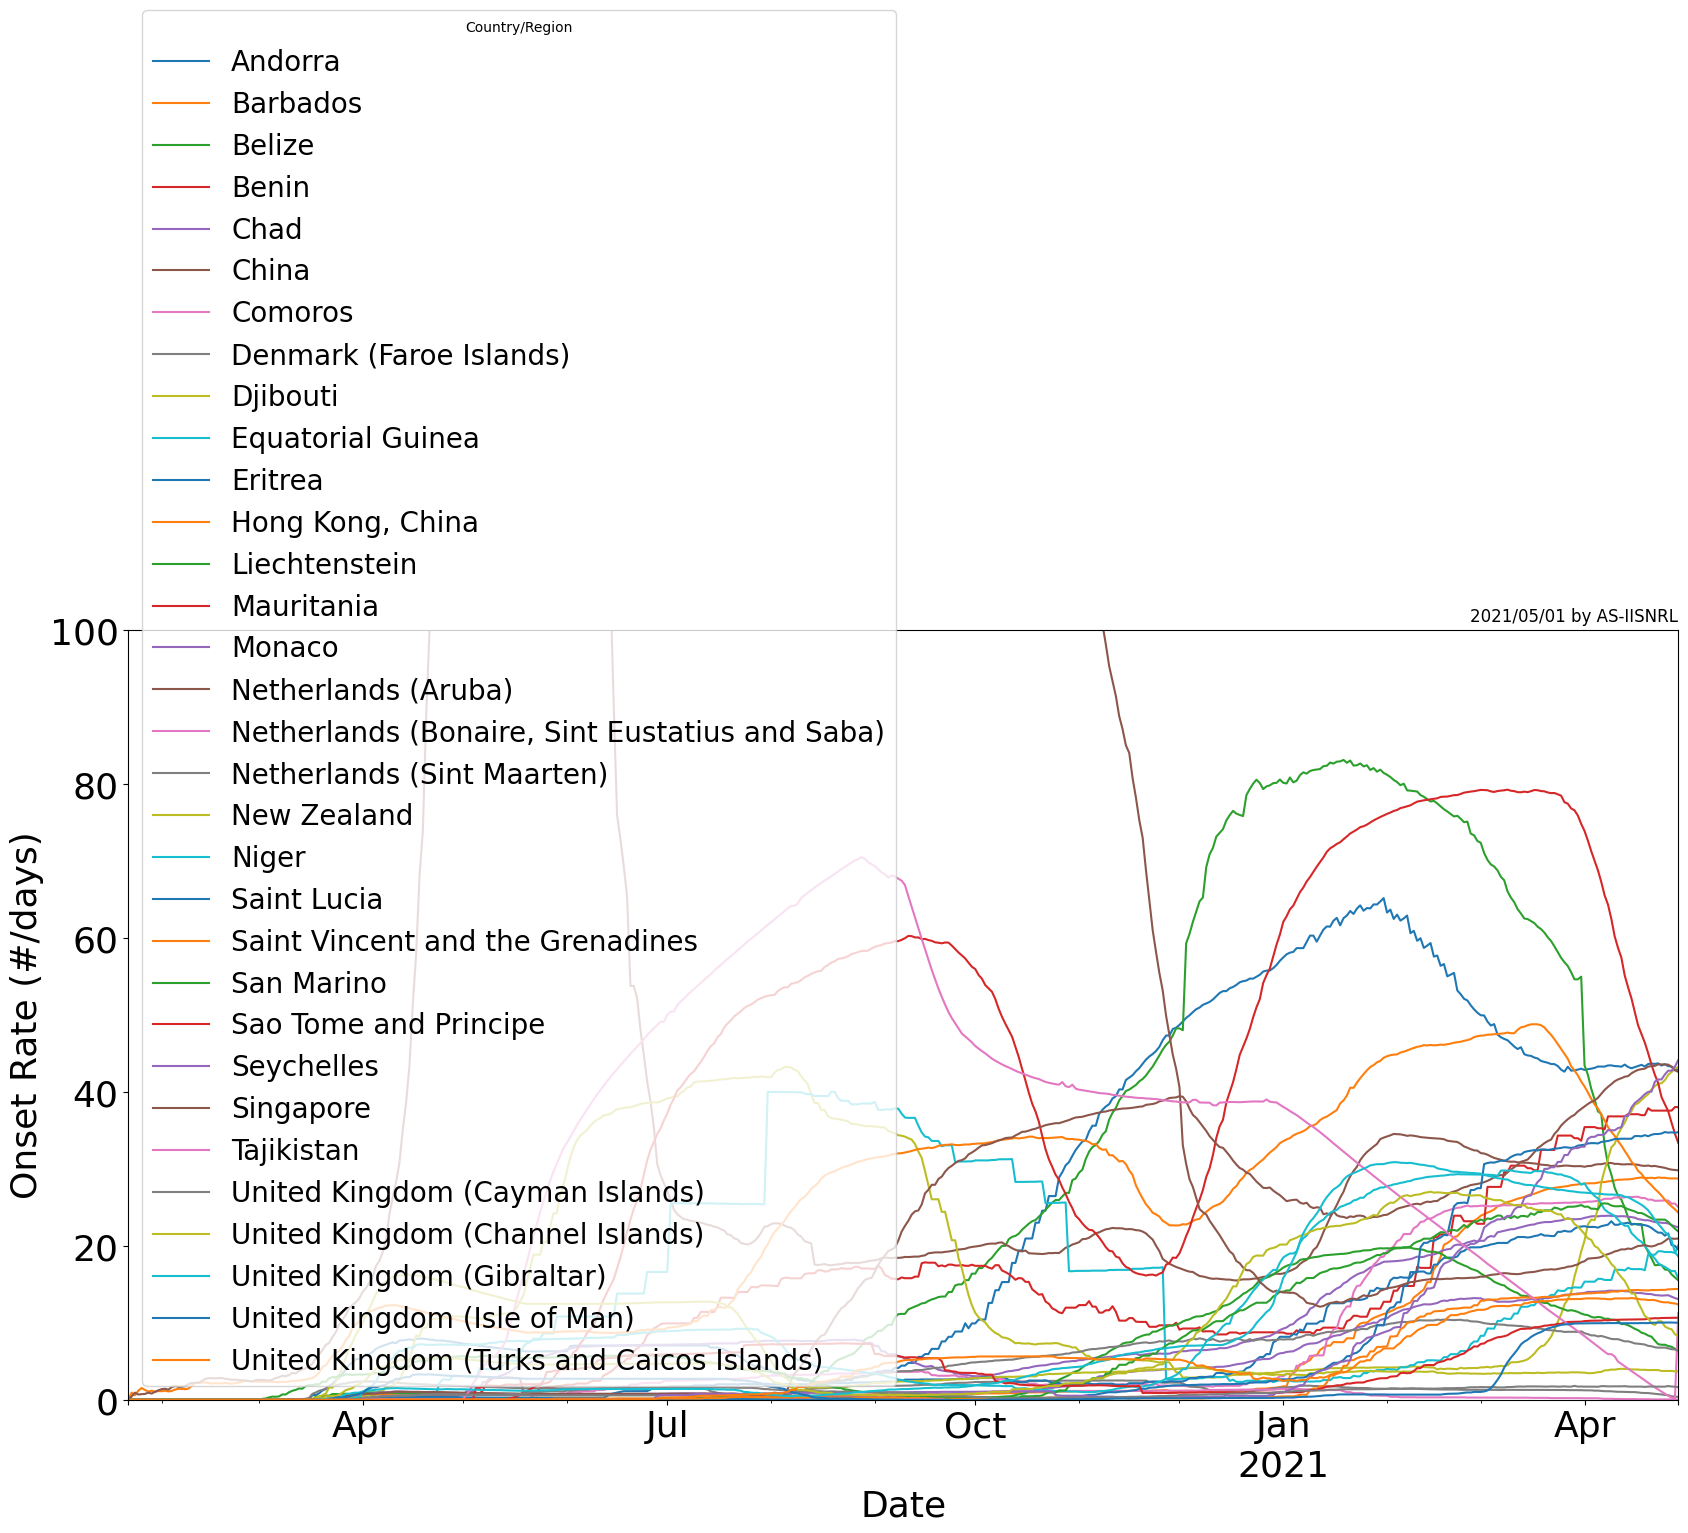 Country/Region
Andorra
Barbados
Belize
Benin
Chad
China
Comoros
Denmark (Faroe Islands)
Djibouti
Equatorial Guinea
Eritrea
Hong Kong, China
Liechtenstein
Mauritania
Monaco
Netherlands (Aruba)
Netherlands (Bonaire, Sint Eustatius and Saba)
Netherlands (Sint Maarten)
New Zealand
Niger
Saint Lucia
Saint Vincent and the Grenadines
San Marino
Sao Tome and Principe
Seychelles
Singapore
Tajikistan
United Kingdom (Cayman Islands)
United Kingdom (Channel Islands)
United Kingdom (Gibraltar)
United Kingdom (Isle of Man)
United Kingdom (Turks and Caicos Islands)
2021/05/01 by AS-IISNRL
Onset Rate (#/days)
100
80
60
40
20
0
Apr Jul Oct Jan Apr
2021
Date